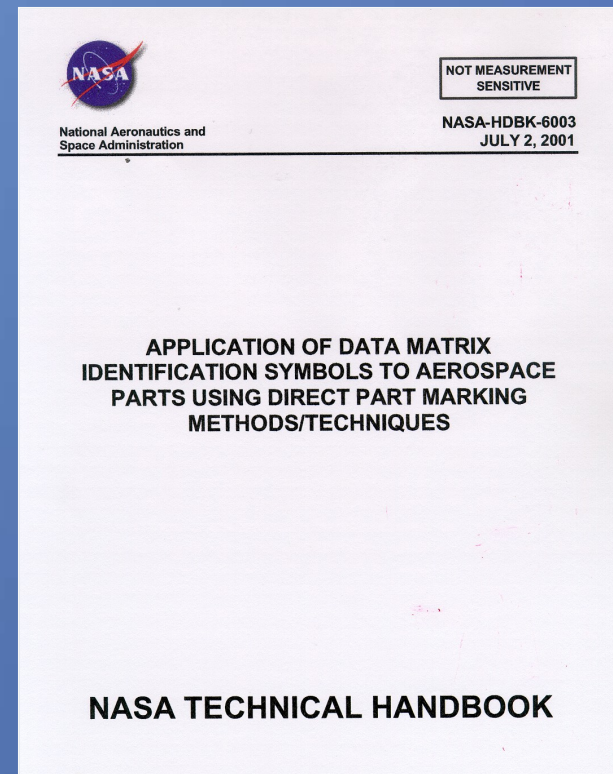 NASA
NOT MEASUREMENT
SENSITIVE
National Aeronautics and
Space Administration
NASA-HDBK-6003
JULY 2, 2001
APPLICATION OF DATA MATRIX
IDENTIFICATION SYMBOLS TO AEROSPACE
PARTS USING DIRECT PART MARKING
METHODS/TECHNIQUES
NASA TECHNICAL HANDBOOK